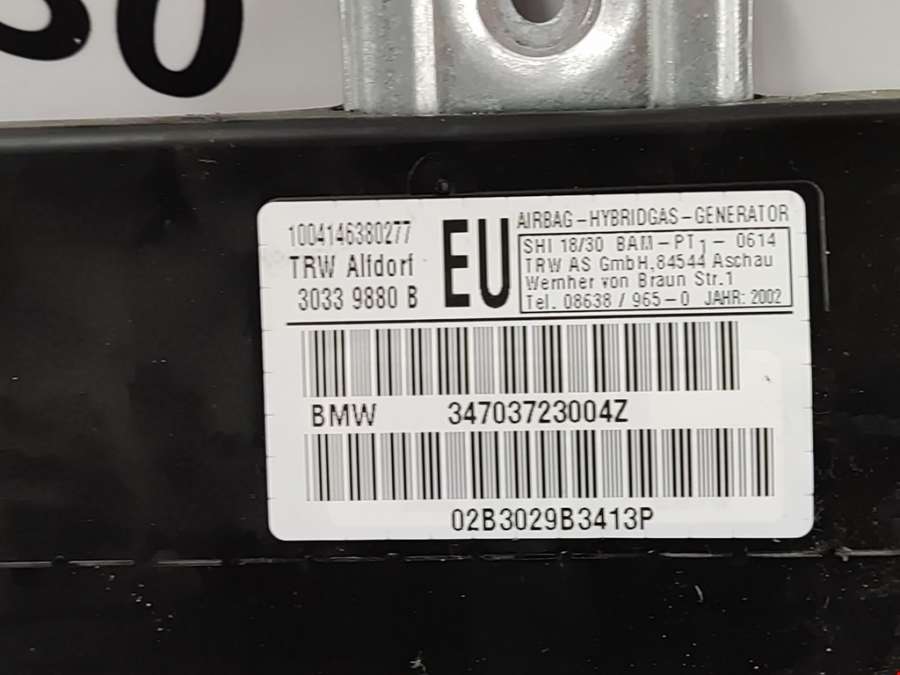 80
1004146380277
TRW Alfdorf
3033 9880 B
EU
AIRBAG-HYBRIDGAS-GENERATOR
SHI 18/30 BAM-PT1-0614
TRW AS GmbH,84544 Aschau
Wernher von Braun Str.1
Tel. 08638 / 965-0 JAHR: 2002
BMW 34703723004Z
02B3029B3413P